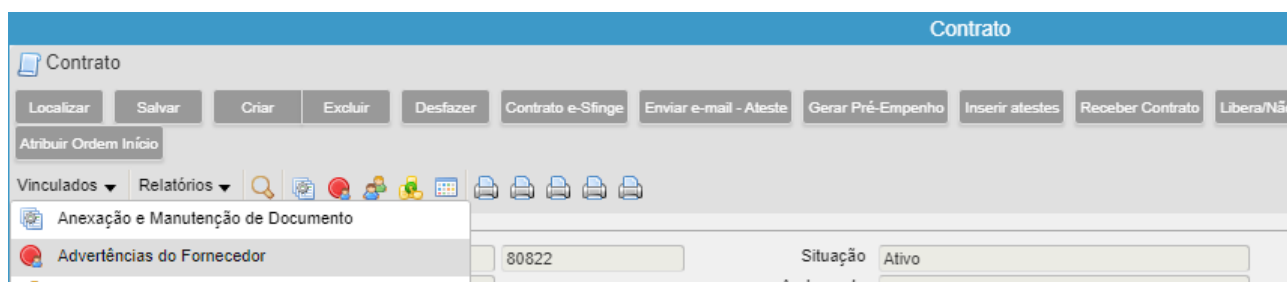 Contrato
Contrato
Localizar Salvar Criar Excluir Desfazer Contrato e-Sfinge Enviar e-mail - Ateste Gerar Pré-Empenho Inserir atestes Receber Contrato
Atribuir Ordem Início
Vinculados Relatórios
Anexação e Manutenção de Documento
Advertências do Fornecedor 80822 Situação Ativo